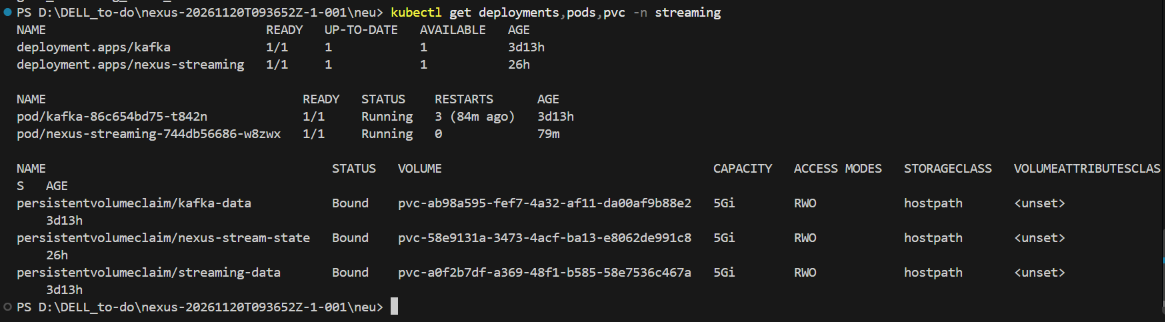 PS D:\DELL_to-do\nexus-20261120T093652Z-1-001\neu> kubectl get deployments,pods,pvc -n streaming
NAME READY UP-TO-DATE AVAILABLE AGE
deployment.apps/kafka 1/1 1 1 3d13h
deployment.apps/nexus-streaming 1/1 1 1 26h
NAME READY STATUS RESTARTS AGE
pod/kafka-86c654bd75-t842n 1/1 Running 3 (84m ago) 3d13h
pod/nexus-streaming-744db56686-w8zwx 1/1 Running 0 79m
NAME STATUS VOLUME CAPACITY ACCESS MODES STORAGECLASS VOLUMEATTRIBUTESCLAS
S AGE
persistentvolumeclaim/kafka-data Bound pvc-ab98a595-fef7-4a32-af11-da00af9b88e2 5Gi RWO hostpath <unset>
3d13h
persistentvolumeclaim/nexus-stream-state Bound pvc-58e9131a-3473-4acf-ba13-e8062de991c8 5Gi RWO hostpath <unset>
26h
persistentvolumeclaim/streaming-data Bound pvc-a0f2b7df-a369-48f1-b585-58e7536c467a 5Gi RWO hostpath <unset>
3d13h
PS D:\DELL_to-do\nexus-20261120T093652Z-1-001\neu>